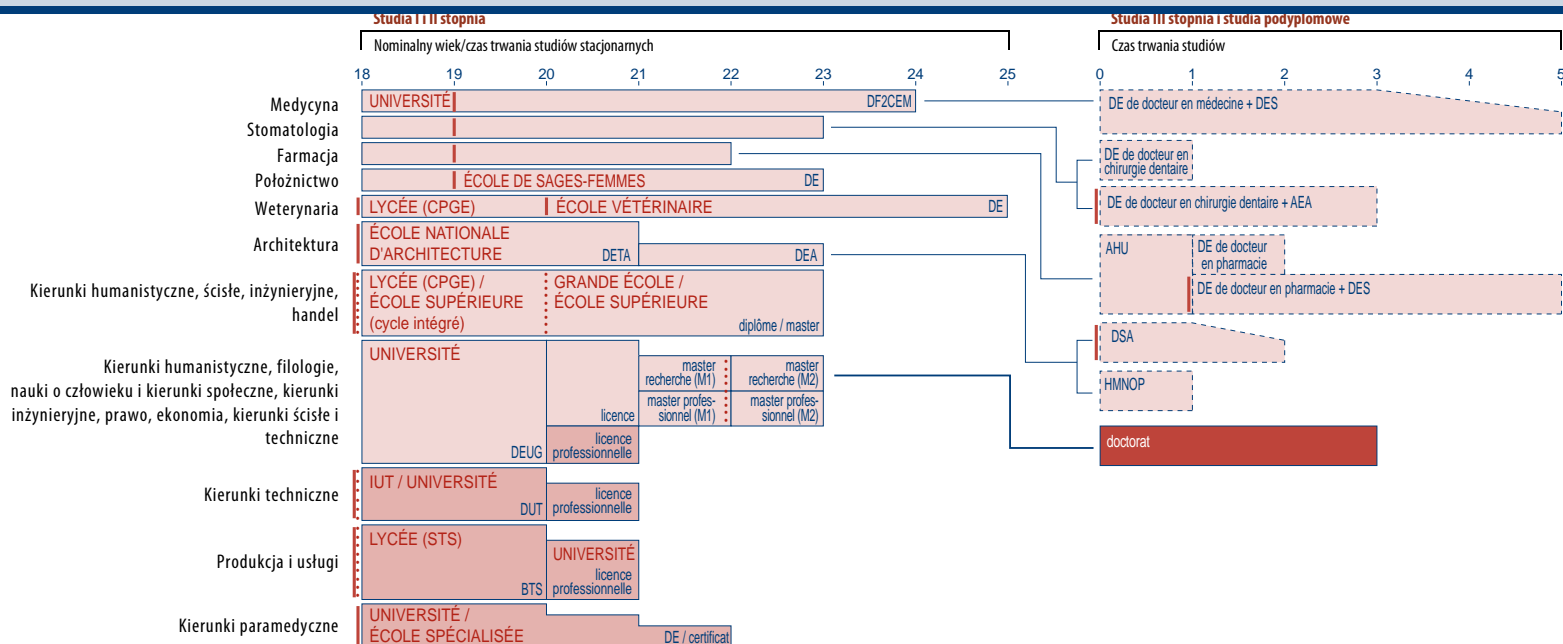 Studia I i II stopnia
Studia III stopnia i studia podyplomowe
Nominalny wiek/czas trwania studiów stacjonarnych
Czas trwania studiów
18 19 20 21 22 23 24 25
0 1 2 3 4 5
Medycyna
UNIVERSITÉ
DF2CEM
DE de docteur en médecine + DES
Stomatologia
Farmacja
DE de docteur en
chirurgie dentaire
Położnictwo
ÉCOLE DE SAGES-FEMMES
DE
Weterynaria
LYCÉE (CPGE)
ÉCOLE VÉTÉRINAIRE
DE
DE de docteur en chirurgie dentaire + AEA
Architektura
ÉCOLE NATIONALE
D'ARCHITECTURE
DETA
DEA
AHU
DE de docteur
en pharmacie
DE de docteur en pharmacie + DES
Kierunki humanistyczne, ścisłe, inżynieryjne,
handel
LYCÉE (CPGE) /
ÉCOLE SUPÉRIEURE
(cycle intégré)
GRANDE ÉCOLE /
ÉCOLE SUPÉRIEURE
diplôme / master
DSA
HMNOP
Kierunki humanistyczne, filologie,
nauki o człowieku i kierunki społeczne, kierunki
inżynieryjne, prawo, ekonomia, kierunki ścisłe i
techniczne
UNIVERSITÉ
DEUG
licence
licence
professionnelle
master
recherche (M1)
master
recherche (M2)
master profes-
sionnel (M1)
master profes-
sionnel (M2)
doctorat
Kierunki techniczne
IUT / UNIVERSITÉ
DUT
licence
professionnelle
Produkcja i usługi
LYCÉE (STS)
BTS
UNIVERSITÉ
licence
professionnelle
Kierunki paramedyczne
UNIVERSITÉ /
ÉCOLE SPÉCIALISÉE
DE / certificat